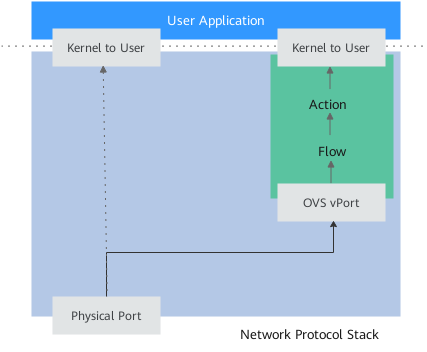 User Application
Kernel to User
Kernel to User
Action
Flow
OVS vPort
Physical Port
Network Protocol Stack